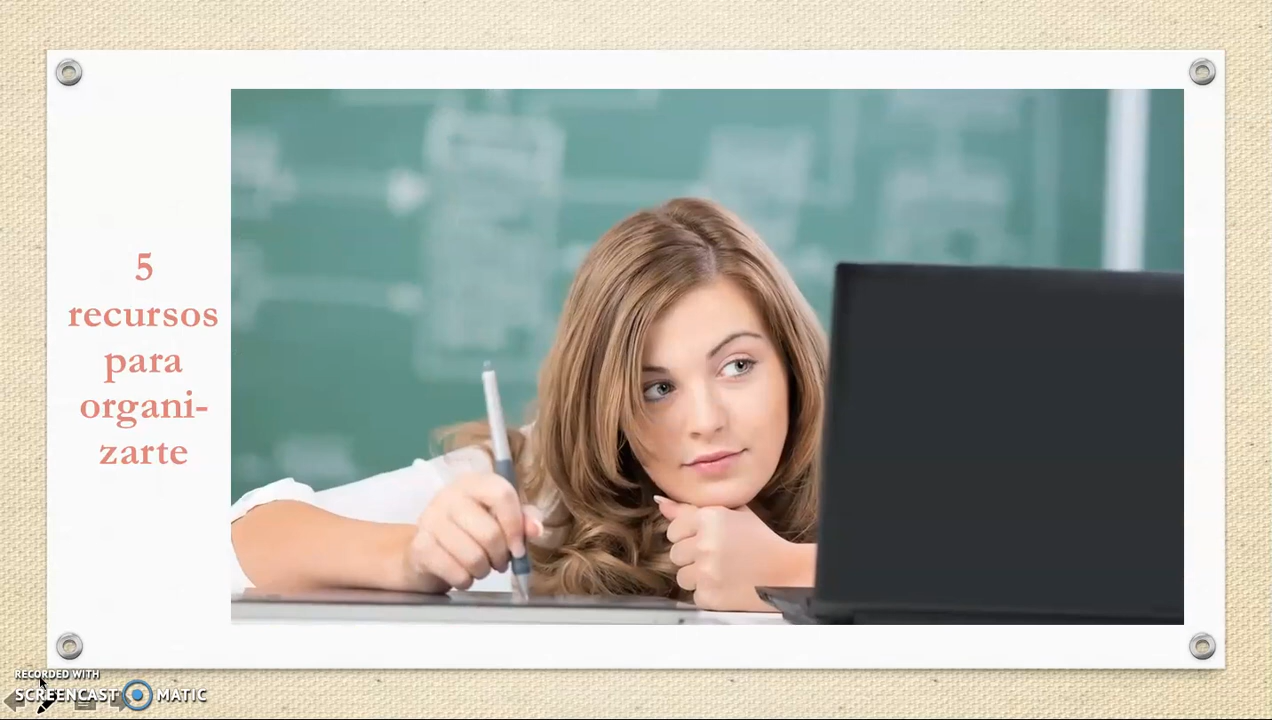 5
recursos
para
organi-
zarte
RECORDED WITH
SCREENCAST MATIC